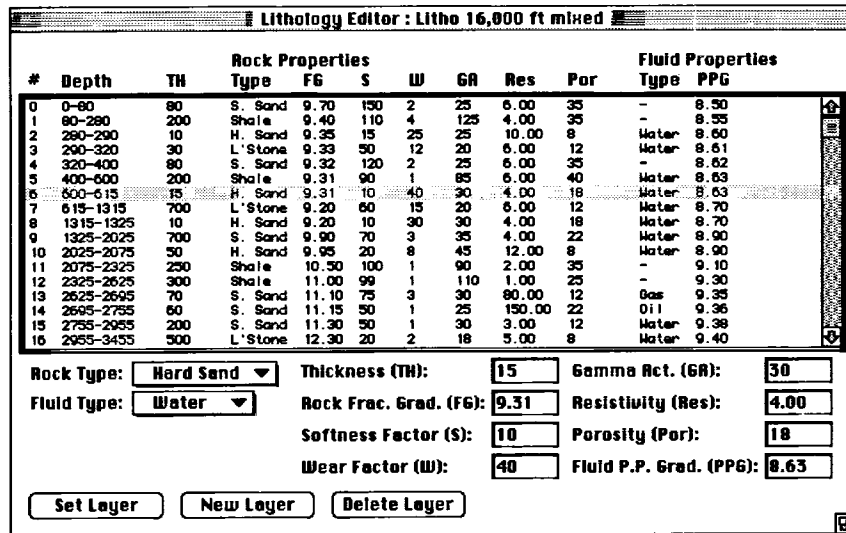 Lithology Editor : Litho 16,000 ft mixed
Rock Properties Fluid Properties
# Depth TH Type FG S W GA Res Por Type PPG
0 0-80 80 S. Sand 9.70 150 2 25 6.00 35 - 8.50
1 80-280 200 Shale 9.40 110 4 125 4.00 35 - 8.55
2 280-290 10 H. Sand 9.35 15 25 25 10.00 8 Water 8.60
3 290-320 30 L'Stone 9.33 50 12 20 6.00 12 Water 8.61
4 320-400 80 S. Sand 9.32 120 2 25 6.00 35 - 8.62
5 400-600 200 Shale 9.31 90 1 85 6.00 40 Water 8.63
6 600-615 15 H. Sand 9.31 10 40 30 4.00 18 Water 8.63
7 615-1315 700 L'Stone 9.20 60 15 20 6.00 12 Water 8.70
8 1315-1325 10 H. Sand 9.20 10 30 30 4.00 18 Water 8.70
9 1325-2025 700 S. Sand 9.90 70 3 35 4.00 22 Water 8.90
10 2025-2075 50 H. Sand 9.95 20 8 45 12.00 8 Water 8.90
11 2075-2325 250 Shale 10.50 100 1 90 2.00 35 - 9.10
12 2325-2625 300 Shale 11.00 99 1 110 1.00 25 - 9.30
13 2625-2695 70 S. Sand 11.10 75 3 30 80.00 12 Gas 9.35
14 2695-2755 60 S. Sand 11.15 50 1 25 150.00 22 Oil 9.36
15 2755-2955 200 S. Sand 11.30 50 1 30 3.00 12 Water 9.38
16 2955-3455 500 L'Stone 12.30 20 2 18 5.00 8 Water 9.40
Rock Type: Hard Sand Thickness (TH): 15 Gamma Act. (GA): 30
Fluid Type: Water Rock Frac. Grad. (FG): 9.31 Resistivity (Res): 4.00
Softness Factor (S): 10 Porosity (Por): 18
Wear Factor (W): 40 Fluid P.P. Grad. (PPG): 8.63
Set Layer New Layer Delete Layer